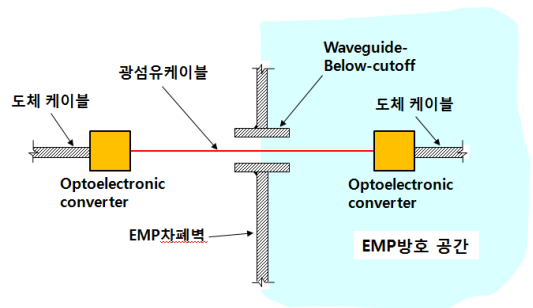 Waveguide-
Below-cutoff
광섬유케이블
도체 케이블
도체 케이블
Optoelectronic
converter
Optoelectronic
converter
EMP차폐벽
EMP방호 공간